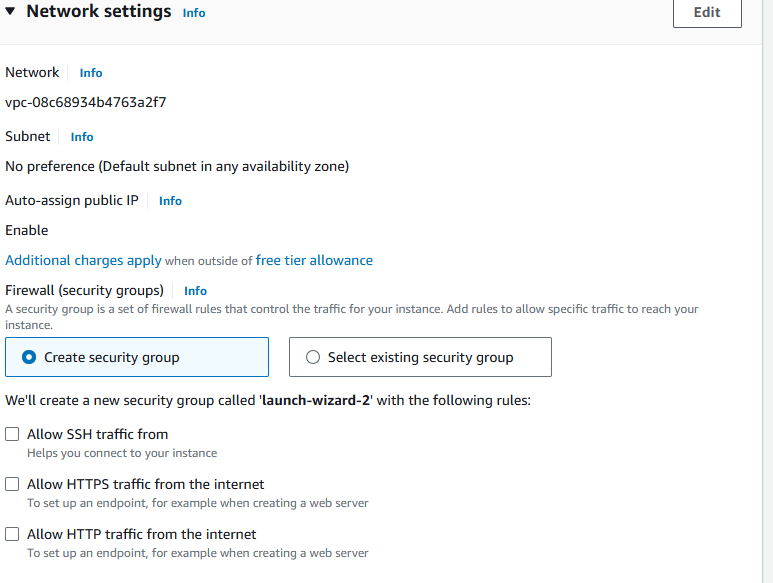 Network settings Info
Edit
Network Info
vpc-08c68934b4763a2f7
Subnet Info
No preference (Default subnet in any availability zone)
Auto-assign public IP Info
Enable
Additional charges apply when outside of free tier allowance
Firewall (security groups) Info
A security group is a set of firewall rules that control the traffic for your instance. Add rules to allow specific traffic to reach your
instance.
Create security group
Select existing security group
We'll create a new security group called 'launch-wizard-2' with the following rules:
Allow SSH traffic from
Helps you connect to your instance
Allow HTTPS traffic from the internet
To set up an endpoint, for example when creating a web server
Allow HTTP traffic from the internet
To set up an endpoint, for example when creating a web server